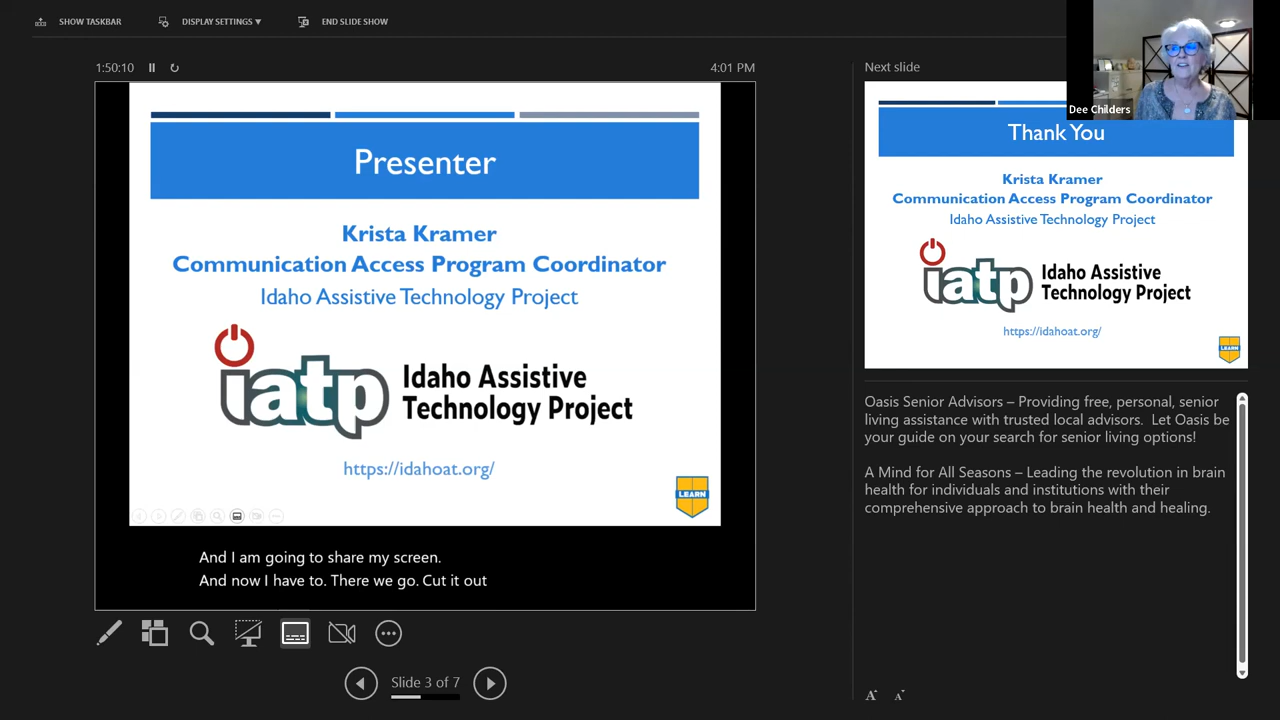 SHOW TASKBAR
DISPLAY SETTINGS
END SLIDE SHOW
1:50:10
4:01 PM
Presenter
Krista Kramer
Communication Access Program Coordinator
Idaho Assistive Technology Project
iatp
Idaho Assistive
Technology Project
https://idahoat.org/
LEARN
And I am going to share my screen.
And now I have to. There we go. Cut it out
Slide 3 of 7
Dee Childers
Next slide
Thank You
Krista Kramer
Communication Access Program Coordinator
Idaho Assistive Technology Project
iatp
Idaho Assistive
Technology Project
https://idahoat.org/
LEARN
Oasis Senior Advisors – Providing free, personal, senior
living assistance with trusted local advisors. Let Oasis be
your guide on your search for senior living options!
A Mind for All Seasons – Leading the revolution in brain
health for individuals and institutions with their
comprehensive approach to brain health and healing.
A A